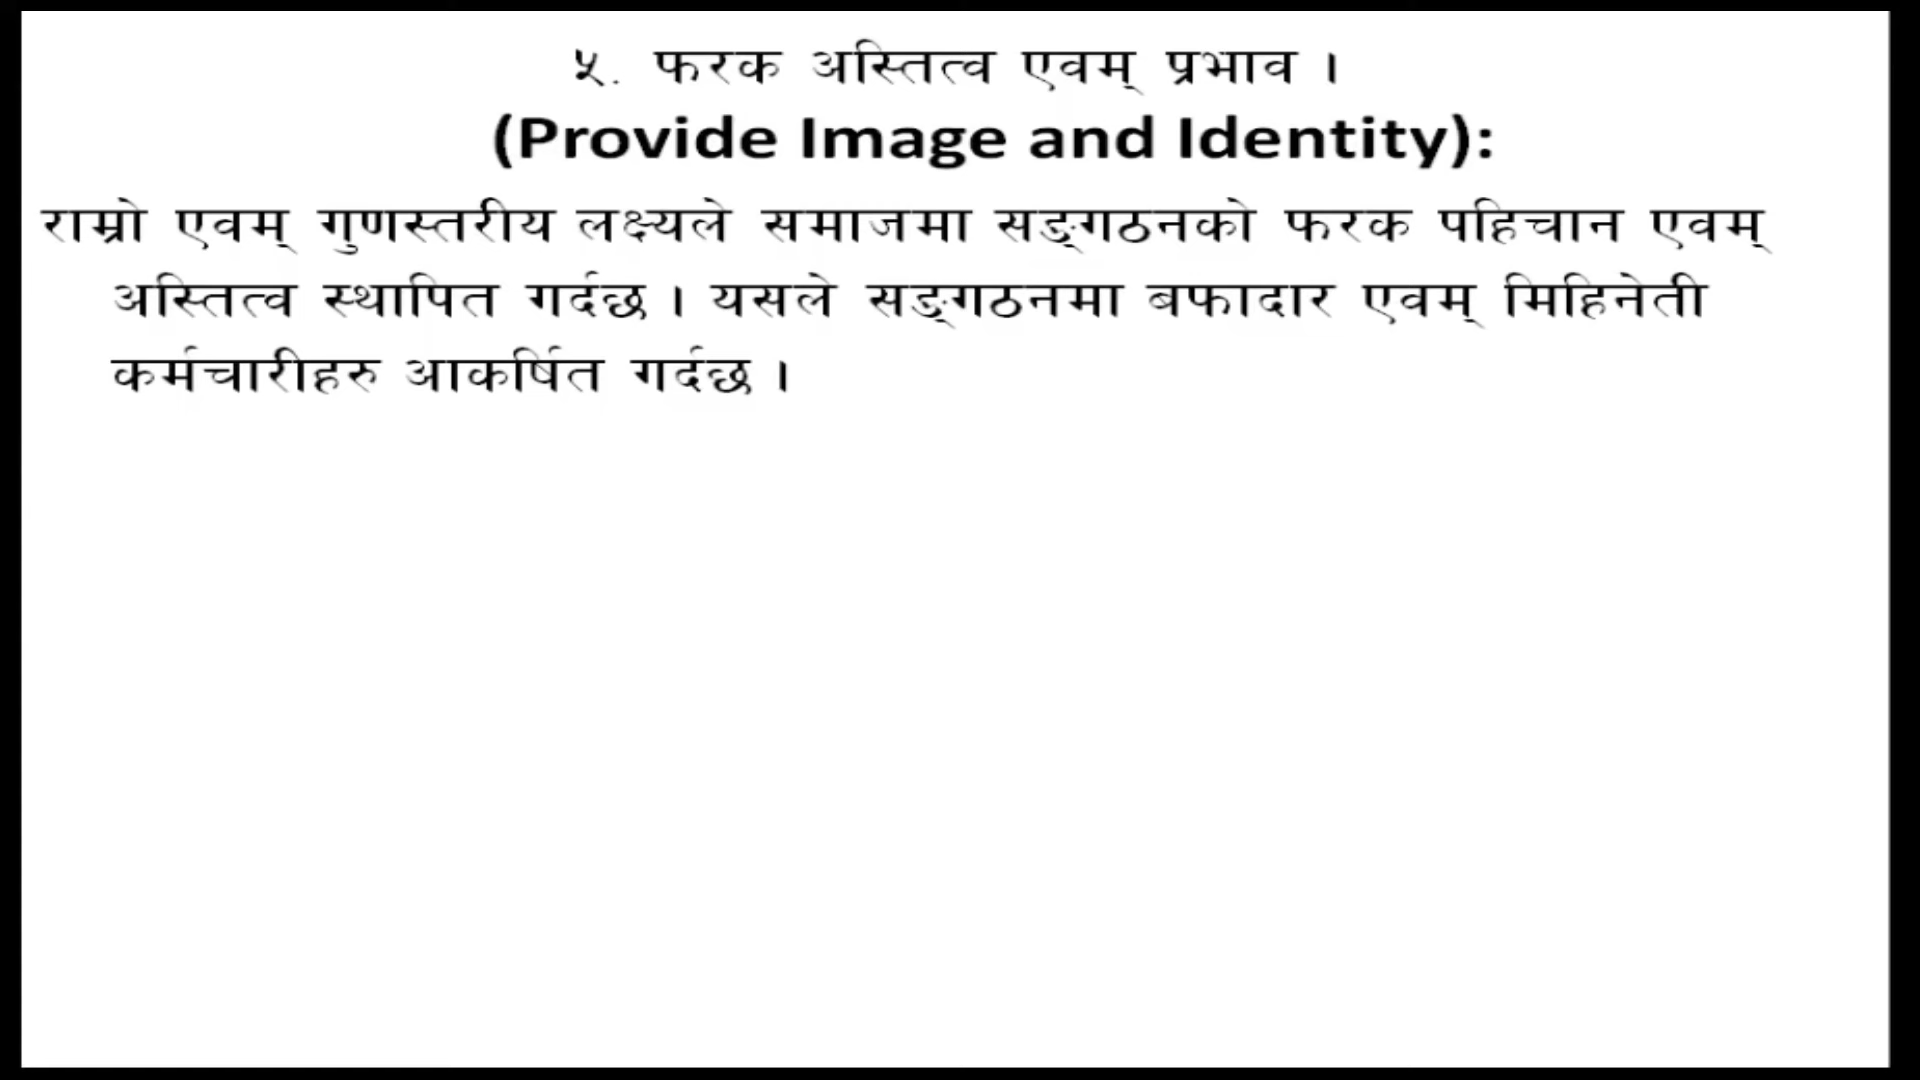 ५. फरक अस्तित्व एवम् प्रभाव ।
(Provide Image and Identity):
राम्रो एवम् गुणस्तरीय लक्ष्यले समाजमा सङ्गठनको फरक पहिचान एवम्
अस्तित्व स्थापित गर्दछ । यसले सङ्गठनमा बफादार एवम् मिहिनेती
कर्मचारीहरु आकर्षित गर्दछ ।